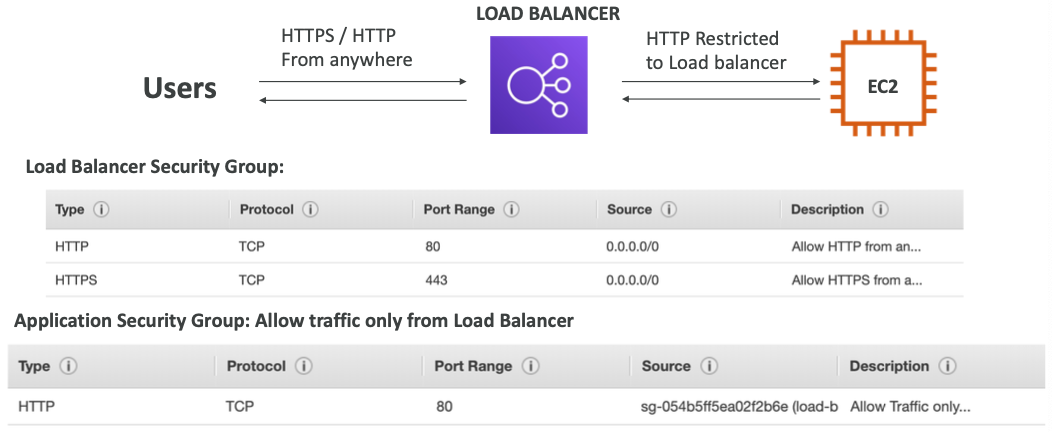 LOAD BALANCER
HTTPS / HTTP
From anywhere
HTTP Restricted
to Load balancer
Users
EC2
Load Balancer Security Group:
Type Protocol Port Range Source Description
HTTP TCP 80 0.0.0.0/0 Allow HTTP from an...
HTTPS TCP 443 0.0.0.0/0 Allow HTTPS from a...
Application Security Group: Allow traffic only from Load Balancer
Type Protocol Port Range Source Description
HTTP TCP 80 sg-054b5ff5ea02f2b6e (load-b Allow Traffic only...